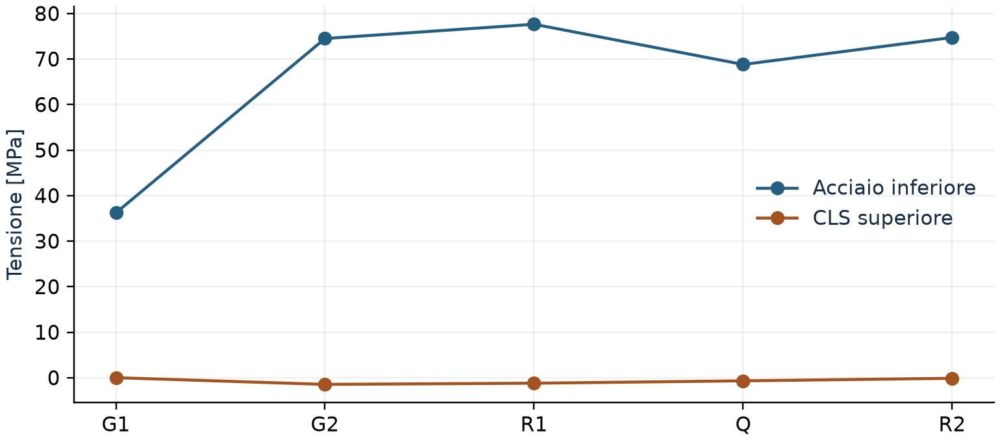 Tensione [MPa]
80
70
60
50
40
30
20
10
0
Acciaio inferiore
CLS superiore
G1 G2 R1 Q R2